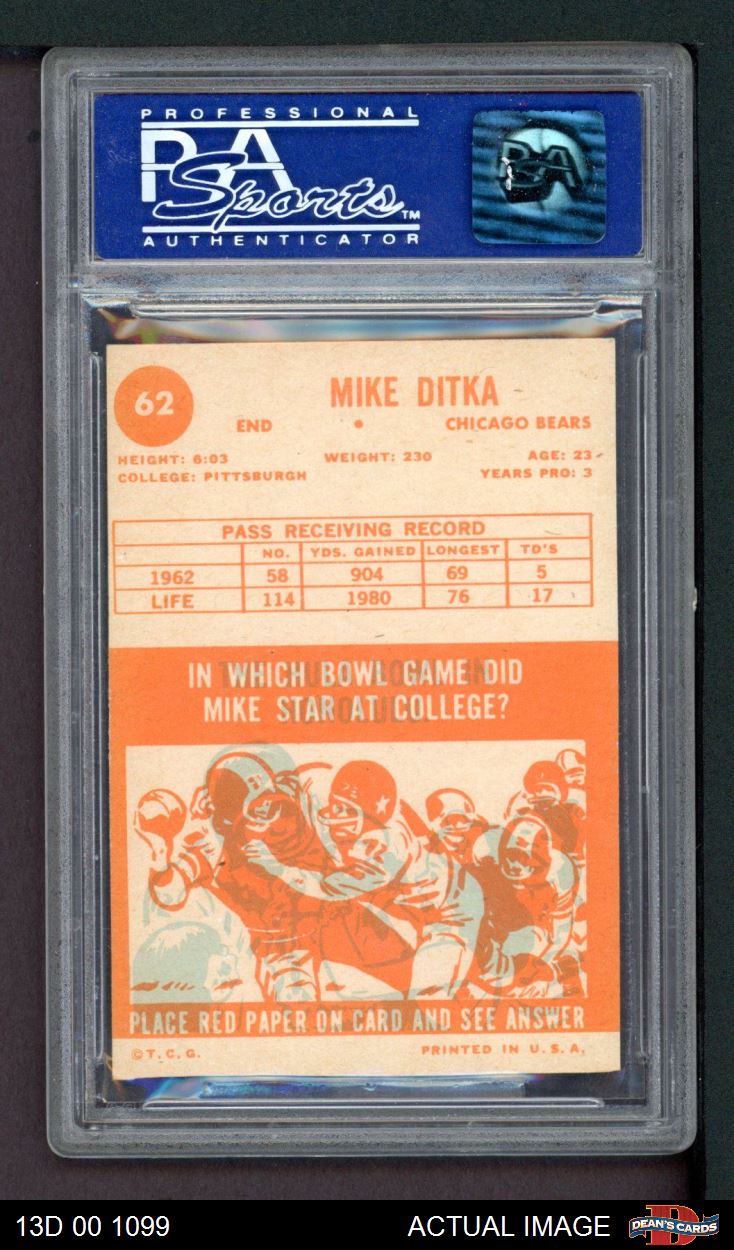 PROFESSIONAL
PSA
Sports™
AUTHENTICATOR
PSA
62
MIKE DITKA
END • CHICAGO BEARS
HEIGHT: 6:03 WEIGHT: 230 AGE: 23
COLLEGE: PITTSBURGH YEARS PRO: 3
PASS RECEIVING RECORD
NO. YDS. GAINED LONGEST TD'S
1962 58 904 69 5
LIFE 114 1980 76 17
IN WHICH BOWL GAME DID
MIKE STAR AT COLLEGE?
PLACE RED PAPER ON CARD AND SEE ANSWER
©T.C.G. PRINTED IN U.S.A.
13D 00 1099 ACTUAL IMAGE DEAN'S CARDS